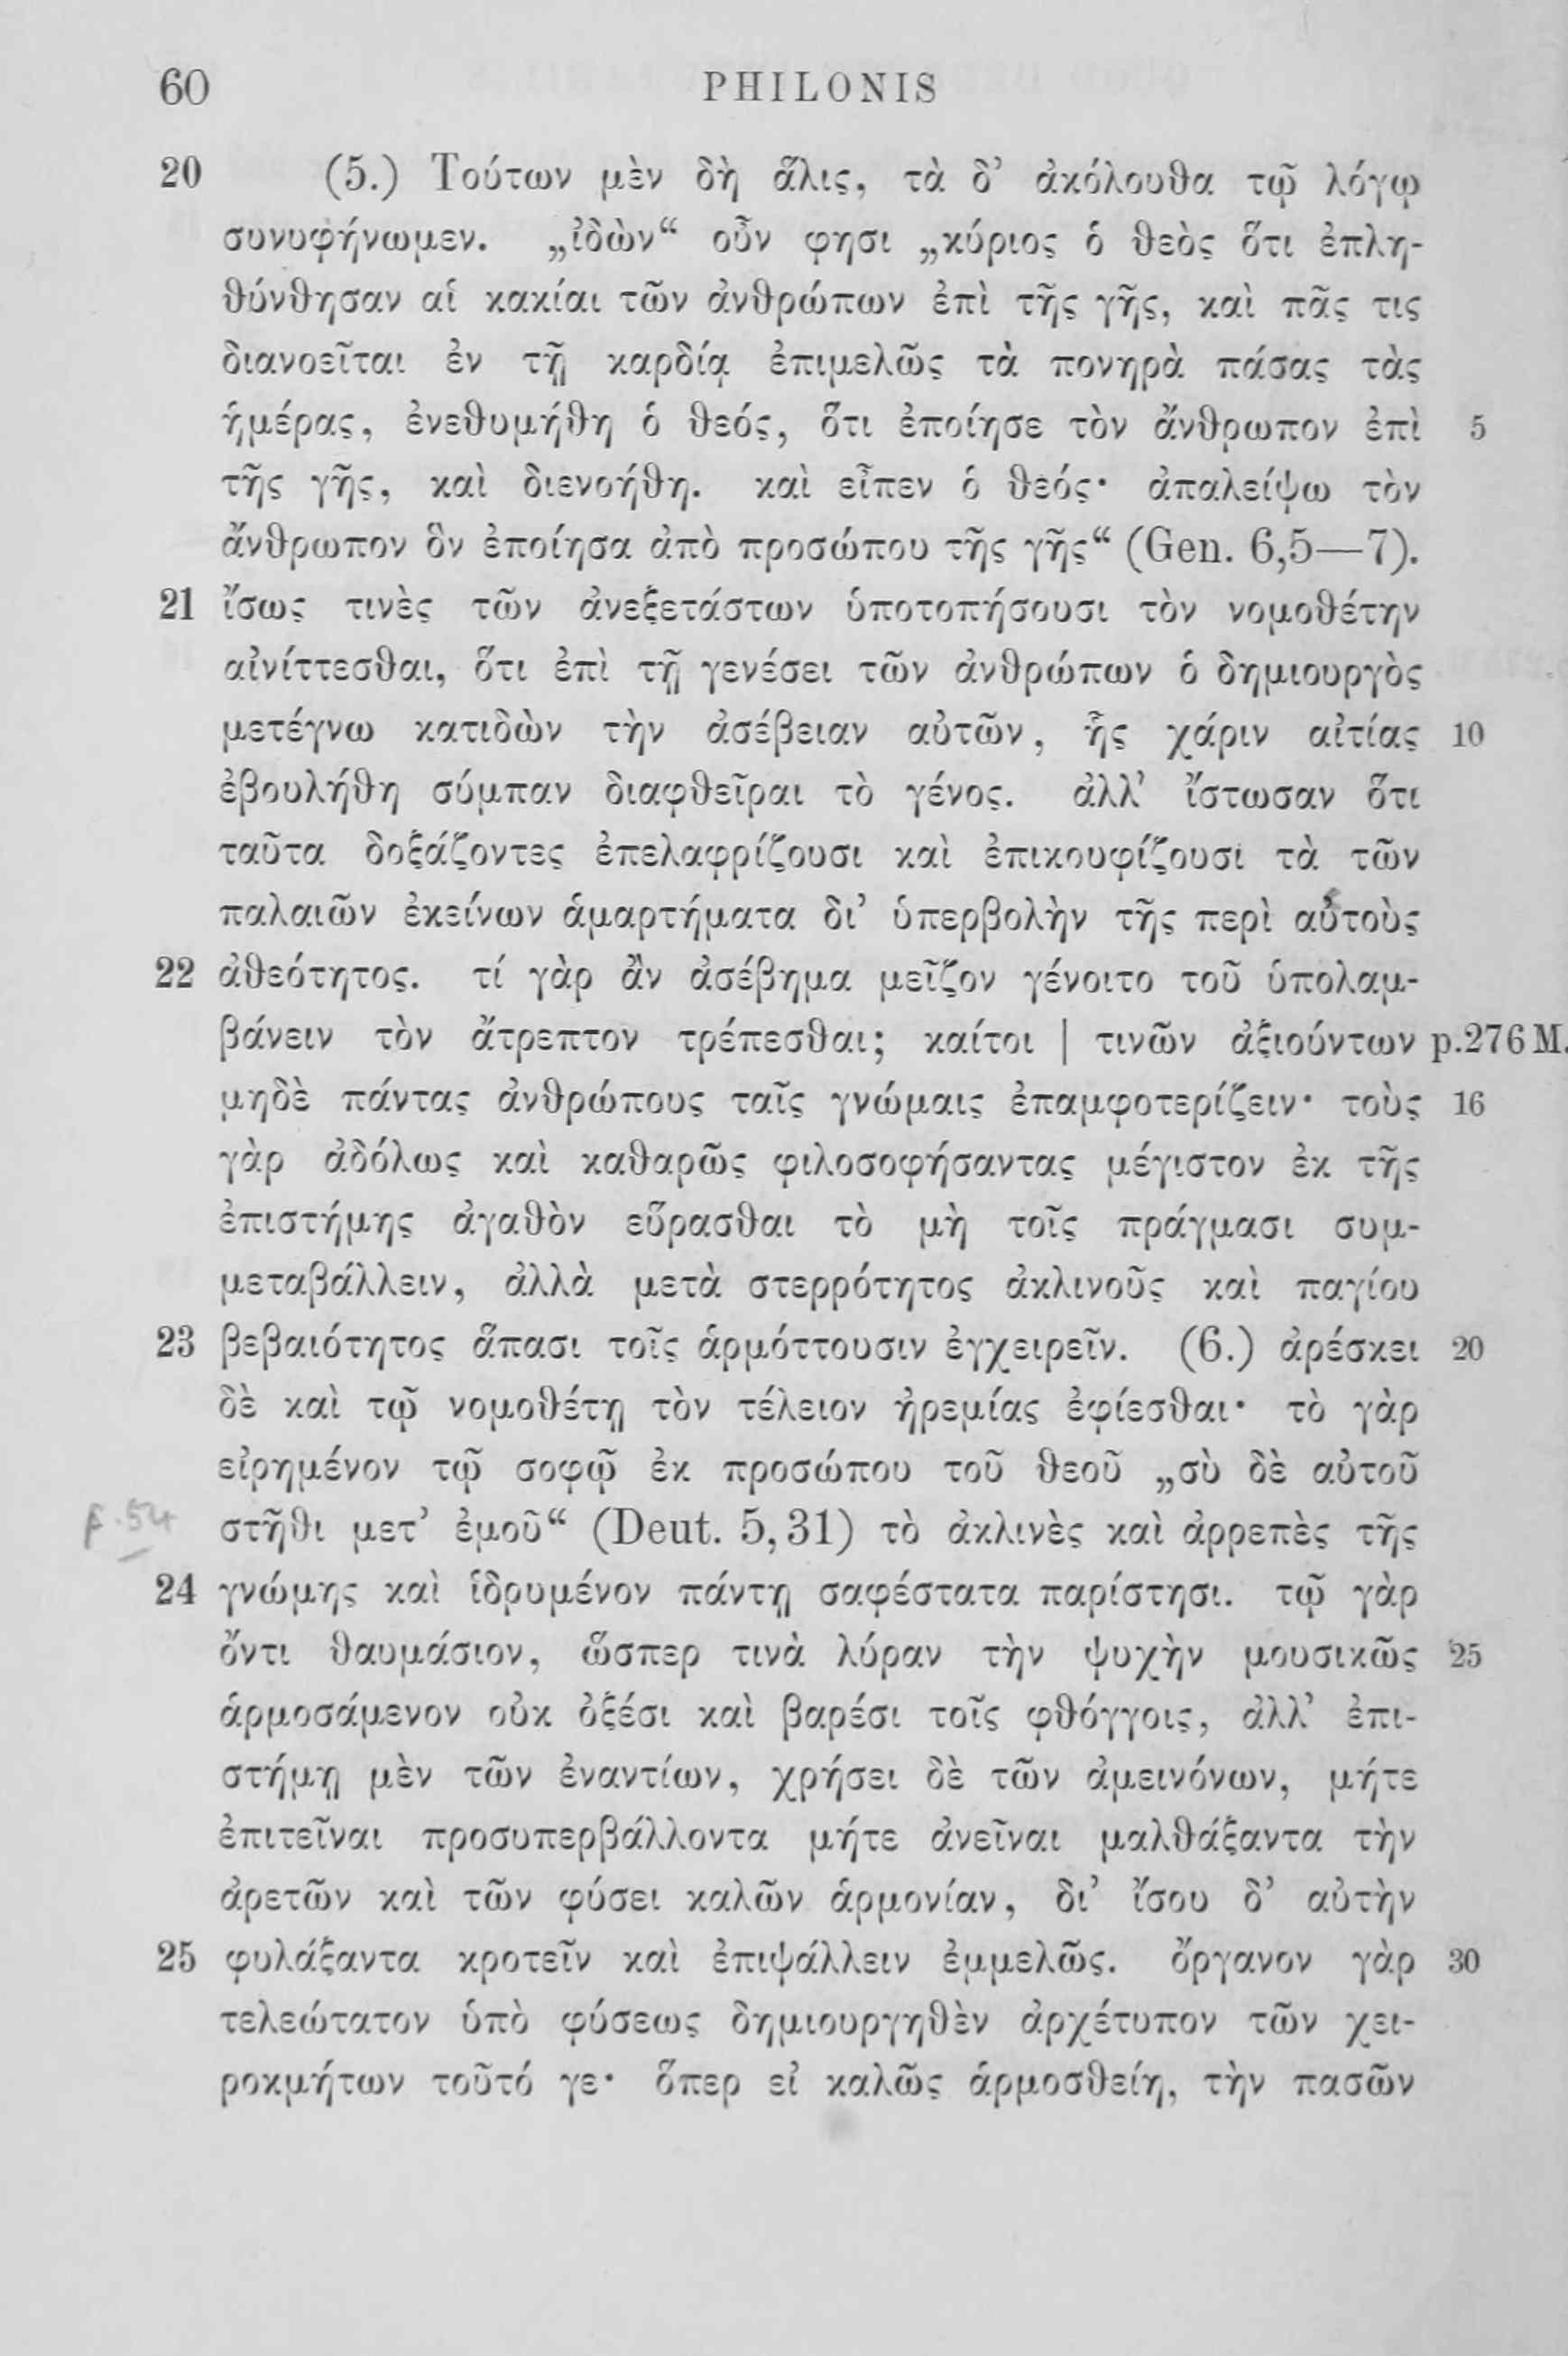 60 PHILONIS
20 (5.) Τούτων μὲν δὴ ἅλις, τὰ δ’ ἀκόλουθα τῷ λόγῳ
συνυφήνωμεν. „ἰδὼν“ οὖν φησι „κύριος ὁ θεὸς ὅτι ἐπλη-
θύνθησαν αἱ κακίαι τῶν ἀνθρώπων ἐπὶ τῆς γῆς, καὶ πᾶς τις
διανοεῖται ἐν τῇ καρδίᾳ ἐπιμελῶς τὰ πονηρὰ πάσας τὰς
ἡμέρας, ἐνεθυμήθη ὁ θεός, ὅτι ἐποίησε τὸν ἄνθρωπον ἐπὶ 5
τῆς γῆς, καὶ διενοήθη. καὶ εἶπεν ὁ θεός· ἀπαλείψω τὸν
ἄνθρωπον ὃν ἐποίησα ἀπὸ προσώπου τῆς γῆς“ (Gen. 6,5—7).
21 ἴσως τινὲς τῶν ἀνεξετάστων ὑποτοπήσουσι τὸν νομοθέτην
αἰνίττεσθαι, ὅτι ἐπὶ τῇ γενέσει τῶν ἀνθρώπων ὁ δημιουργὸς
μετέγνω κατιδὼν τὴν ἀσέβειαν αὐτῶν, ἧς χάριν αἰτίας 10
ἐβουλήθη σύμπαν διαφθεῖραι τὸ γένος. ἀλλ’ ἴστωσαν ὅτι
ταῦτα δοξάζοντες ἐπελαφρίζουσι καὶ ἐπικουφίζουσι τὰ τῶν
παλαιῶν ἐκείνων ἁμαρτήματα δι’ ὑπερβολὴν τῆς περὶ αὑτοὺς
22 ἀθεότητος. τί γὰρ ἂν ἀσέβημα μεῖζον γένοιτο τοῦ ὑπολαμ-
βάνειν τὸν ἄτρεπτον τρέπεσθαι; καίτοι | τινῶν ἀξιούντων p.276 M.
μηδὲ πάντας ἀνθρώπους ταῖς γνώμαις ἐπαμφοτερίζειν· τοὺς 16
γὰρ ἀδόλως καὶ καθαρῶς φιλοσοφήσαντας μέγιστον ἐκ τῆς
ἐπιστήμης ἀγαθὸν εὕρασθαι τὸ μὴ τοῖς πράγμασι συμ-
μεταβάλλειν, ἀλλὰ μετὰ στερρότητος ἀκλινοῦς καὶ παγίου
23 βεβαιότητος ἅπασι τοῖς ἁρμόττουσιν ἐγχειρεῖν. (6.) ἀρέσκει 20
δὲ καὶ τῷ νομοθέτῃ τὸν τέλειον ἠρεμίας ἐφίεσθαι· τὸ γὰρ
εἰρημένον τῷ σοφῷ ἐκ προσώπου τοῦ θεοῦ „σὺ δὲ αὐτοῦ
p.54 στῆθι μετ’ ἐμοῦ“ (Deut. 5,31) τὸ ἀκλινὲς καὶ ἀρρεπὲς τῆς
24 γνώμης καὶ ἱδρυμένον πάντῃ σαφέστατα παρίστησι. τῷ γὰρ
ὄντι θαυμάσιον, ὥσπερ τινὰ λύραν τὴν ψυχὴν μουσικῶς 25
ἁρμοσάμενον οὐκ ὀξέσι καὶ βαρέσι τοῖς φθόγγοις, ἀλλ’ ἐπι-
στήμῃ μὲν τῶν ἐναντίων, χρήσει δὲ τῶν ἀμεινόνων, μήτε
ἐπιτεῖναι προσυπερβάλλοντα μήτε ἀνεῖναι μαλθάξαντα τὴν
ἀρετῶν καὶ τῶν φύσει καλῶν ἁρμονίαν, δι’ ἴσου δ’ αὐτὴν
25 φυλάξαντα κροτεῖν καὶ ἐπιψάλλειν ἐμμελῶς. ὄργανον γὰρ 30
τελεώτατον ὑπὸ φύσεως δημιουργηθὲν ἀρχέτυπον τῶν χει-
ροκμήτων τοῦτό γε· ὅπερ εἰ καλῶς ἁρμοσθείη, τὴν πασῶν